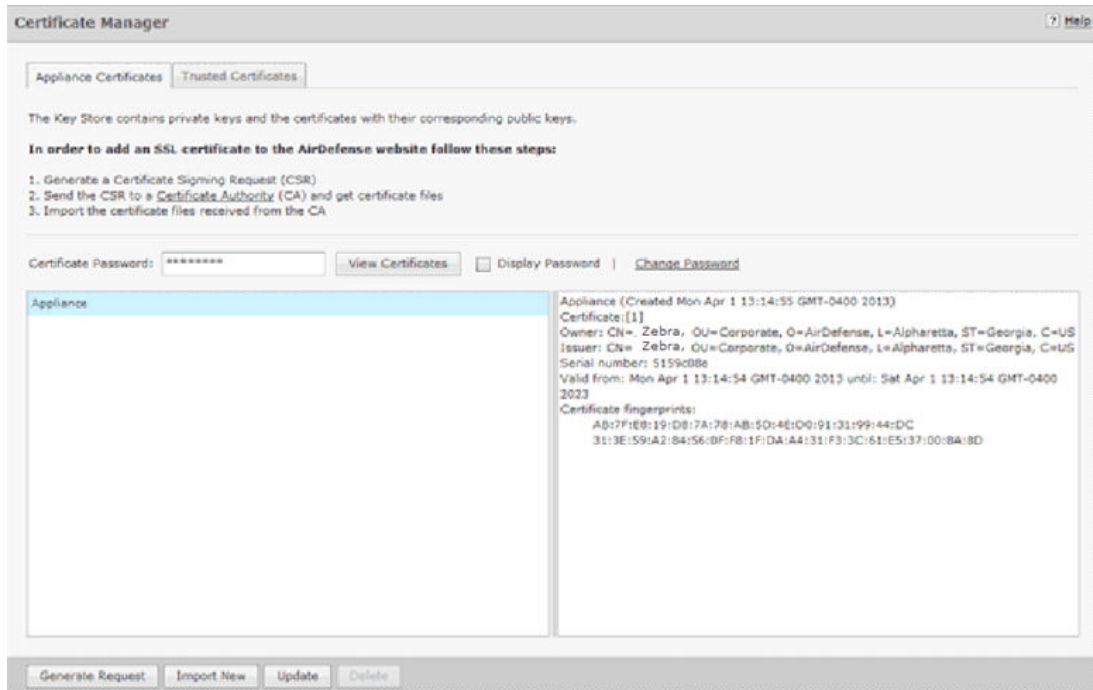 Certificate Manager
? Help
Appliance Certificates
Trusted Certificates
The Key Store contains private keys and the certificates with their corresponding public keys.
In order to add an SSL certificate to the AirDefense website follow these steps:
1. Generate a Certificate Signing Request (CSR)
2. Send the CSR to a Certificate Authority (CA) and get certificate files
3. Import the certificate files received from the CA
Certificate Password: ******** View Certificates Display Password | Change Password
Appliance
Appliance (Created Mon Apr 1 13:14:55 GMT-0400 2013)
Certificate:[1]
Owner: CN= Zebra, OU=Corporate, O=AirDefense, L=Alpharetta, ST=Georgia, C=US
Issuer: CN= Zebra, OU=Corporate, O=AirDefense, L=Alpharetta, ST=Georgia, C=US
Serial number: 5159c08e
Valid from: Mon Apr 1 13:14:54 GMT-0400 2013 until: Sat Apr 1 13:14:54 GMT-0400
2023
Certificate fingerprints:
A8:7F:E8:19:D8:7A:78:AB:5D:4E:D0:91:31:99:44:DC
31:3E:59:A2:84:56:0F:F8:1F:DA:A4:31:F3:3C:61:E5:37:00:8A:8D
Generate Request
Import New
Update
Delete